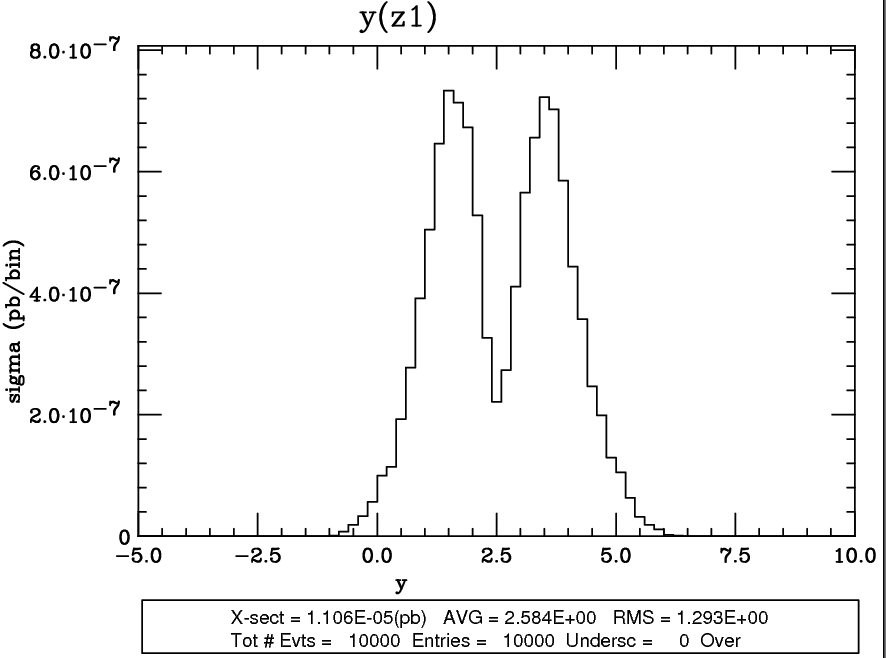 y(z1)
8.0·10−7
6.0·10−7
4.0·10−7
2.0·10−7
0
sigma (pb/bin)
−5.0 −2.5 0.0 2.5 5.0 7.5 10.0
y
X-sect = 1.106E-05(pb) AVG = 2.584E+00 RMS = 1.293E+00
Tot # Evts = 10000 Entries = 10000 Undersc = 0 Over